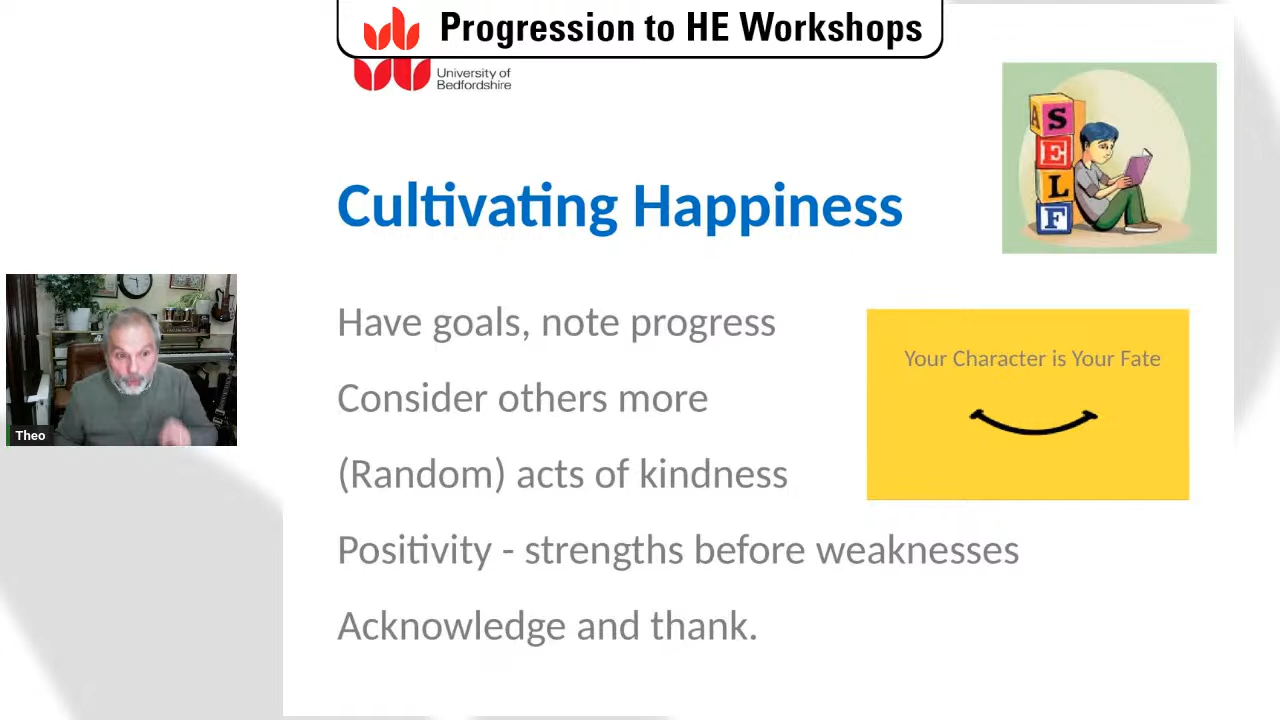 Progression to HE Workshops
University of
Bedfordshire
A
S
E
L
F
Cultivating Happiness
Have goals, note progress
Your Character is Your Fate
Consider others more
(Random) acts of kindness
Positivity - strengths before weaknesses
Acknowledge and thank.
Theo